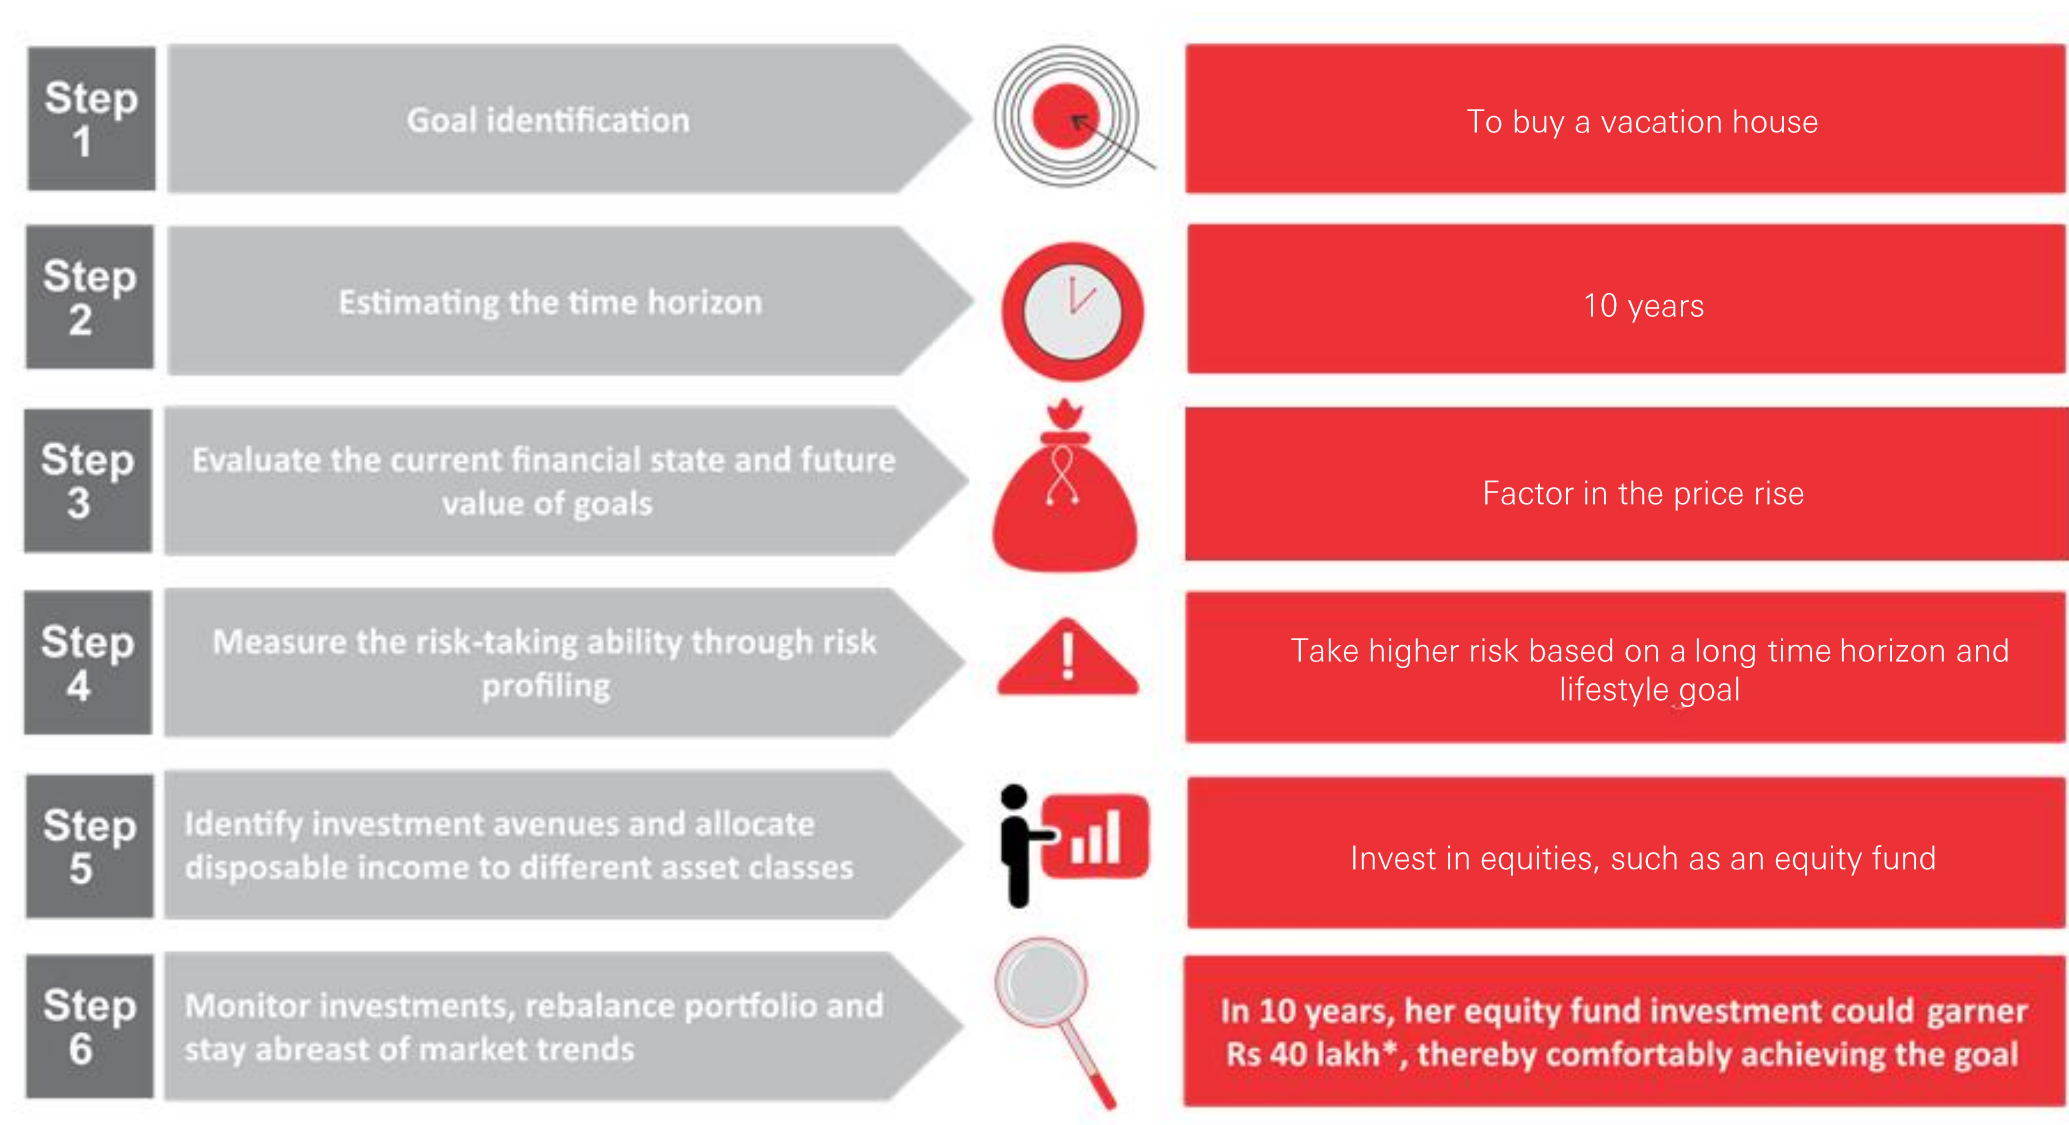 Step
1
Goal identification
To buy a vacation house
Step
2
Estimating the time horizon
10 years
Step
3
Evaluate the current financial state and future
value of goals
Factor in the price rise
Step
4
Measure the risk-taking ability through risk
profiling
Take higher risk based on a long time horizon and
lifestyle goal
Step
5
Identify investment avenues and allocate
disposable income to different asset classes
Invest in equities, such as an equity fund
Step
6
Monitor investments, rebalance portfolio and
stay abreast of market trends
In 10 years, her equity fund investment could garner
Rs 40 lakh*, thereby comfortably achieving the goal